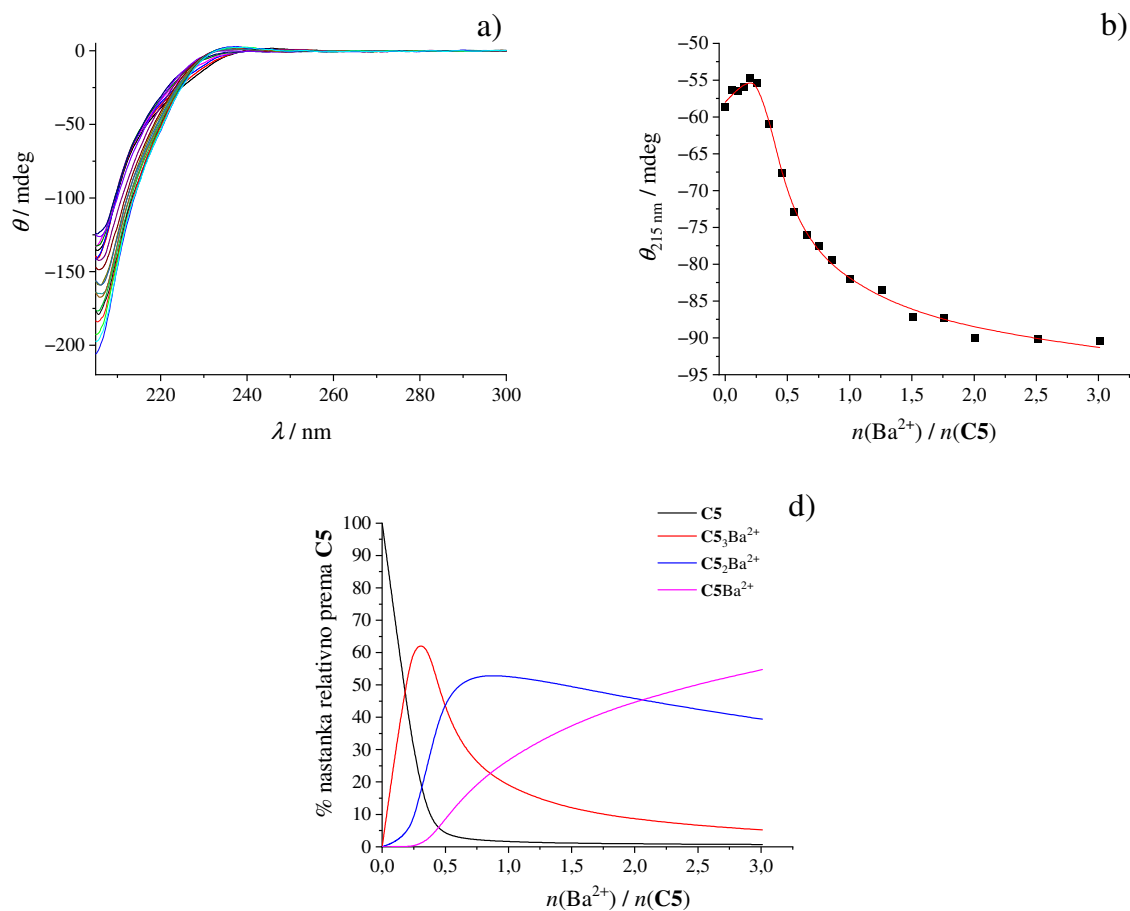 a)
0
−50
−100
−150
−200
θ / mdeg
220 240 260 280 300
λ / nm
b)
−50
−55
−60
−65
−70
−75
−80
−85
−90
−95
θ215 nm / mdeg
0,0 0,5 1,0 1,5 2,0 2,5 3,0
n(Ba²⁺) / n(C5)
d)
C5
C5₃Ba²⁺
C5₂Ba²⁺
C5Ba²⁺
100
90
80
70
60
50
40
30
20
10
0
% nastanka relativno prema C5
0,0 0,5 1,0 1,5 2,0 2,5 3,0
n(Ba²⁺) / n(C5)